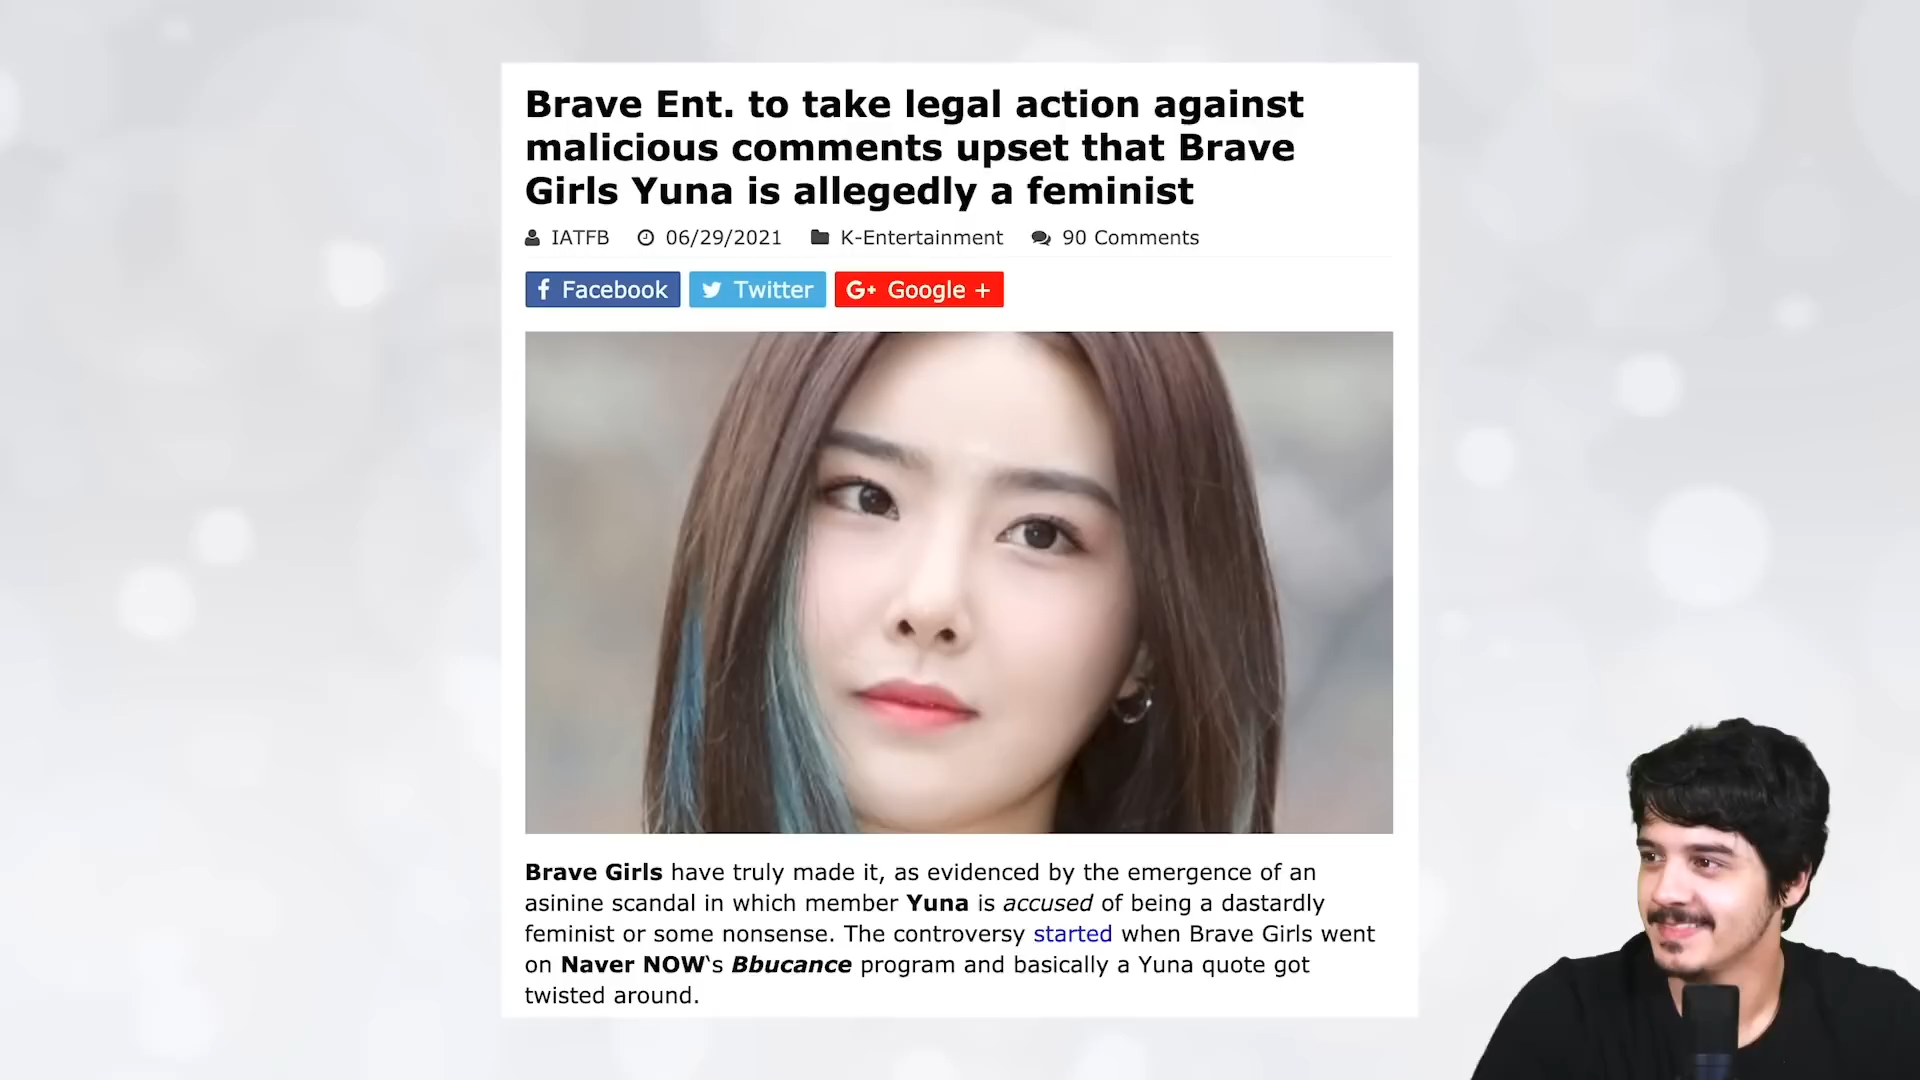 Brave Ent. to take legal action against
malicious comments upset that Brave
Girls Yuna is allegedly a feminist
IATFB 06/29/2021 K-Entertainment 90 Comments
f Facebook Twitter G+ Google +
Brave Girls have truly made it, as evidenced by the emergence of an
asinine scandal in which member Yuna is accused of being a dastardly
feminist or some nonsense. The controversy started when Brave Girls went
on Naver NOW‘s Bbucance program and basically a Yuna quote got
twisted around.